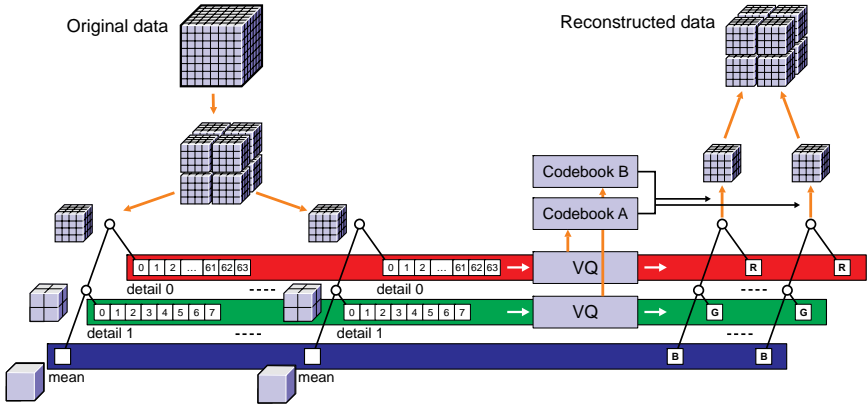 Original data
Reconstructed data
Codebook B
Codebook A
0 1 2 ... 61 62 63
0 1 2 ... 61 62 63
VQ
R
R
detail 0
detail 0
0 1 2 3 4 5 6 7
0 1 2 3 4 5 6 7
VQ
G
G
detail 1
detail 1
B
B
mean
mean